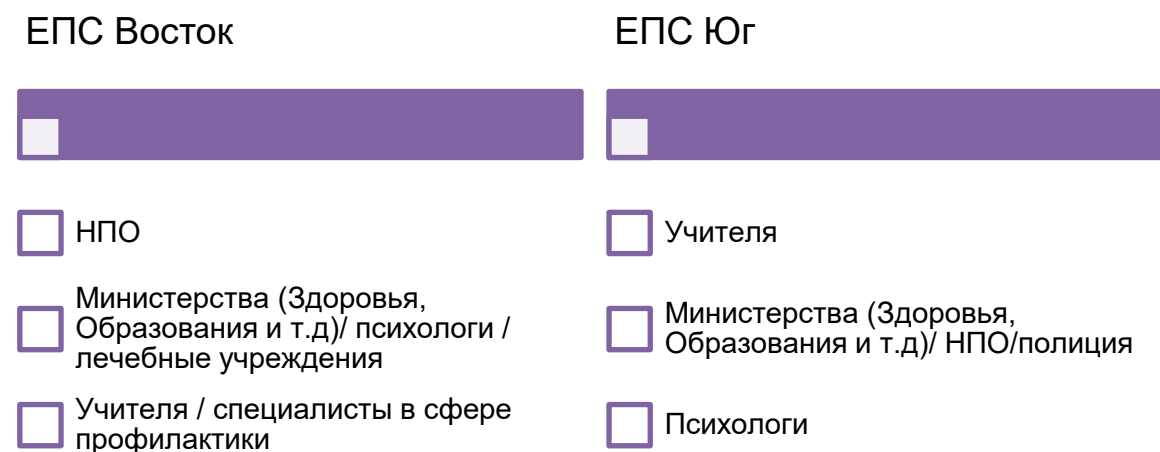 ЕПС Восток
НПО
Министерства (Здоровья,
Образования и т.д)/ психологи /
лечебные учреждения
Учителя / специалисты в сфере
профилактики
ЕПС Юг
Учителя
Министерства (Здоровья,
Образования и т.д)/ НПО/полиция
Психологи